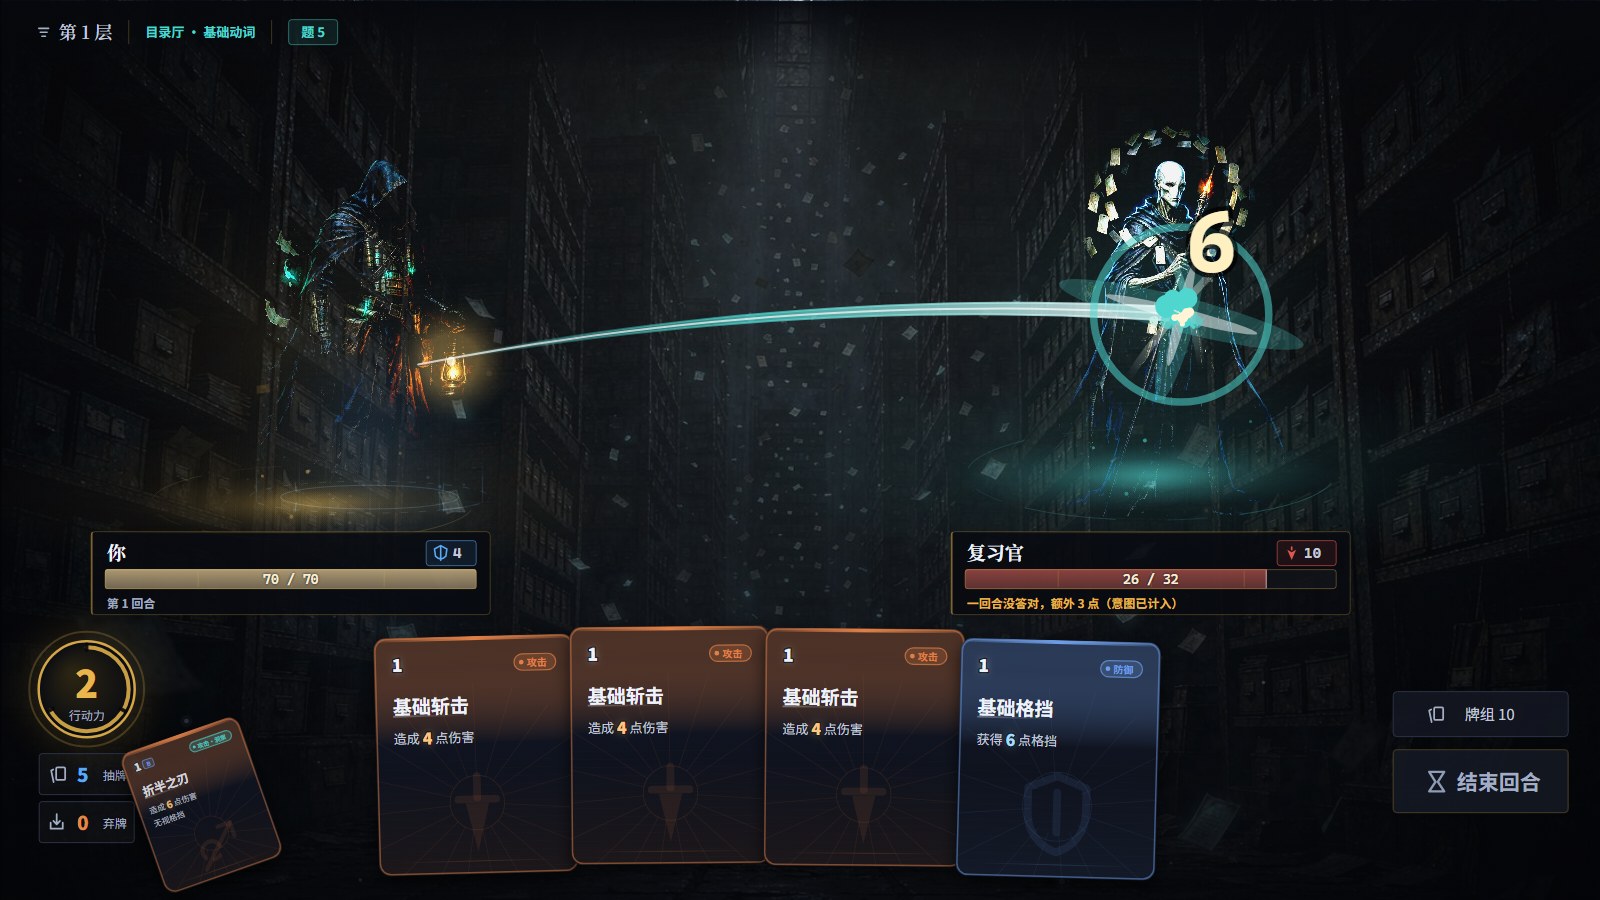 第 1 层
目录厅 · 基础动词
题 5
6
你
4
70 / 70
第 1 回合
复习官
10
26 / 32
一回合没答对，额外 3 点（意图已计入）
2
行动力
5 抽牌
0 弃牌
1
攻击 · 洞察
折半之刃
造成 6 点伤害
无视格挡
1
攻击
基础斩击
造成 4 点伤害
1
攻击
基础斩击
造成 4 点伤害
1
攻击
基础斩击
造成 4 点伤害
1
防御
基础格挡
获得 6 点格挡
牌组 10
结束回合